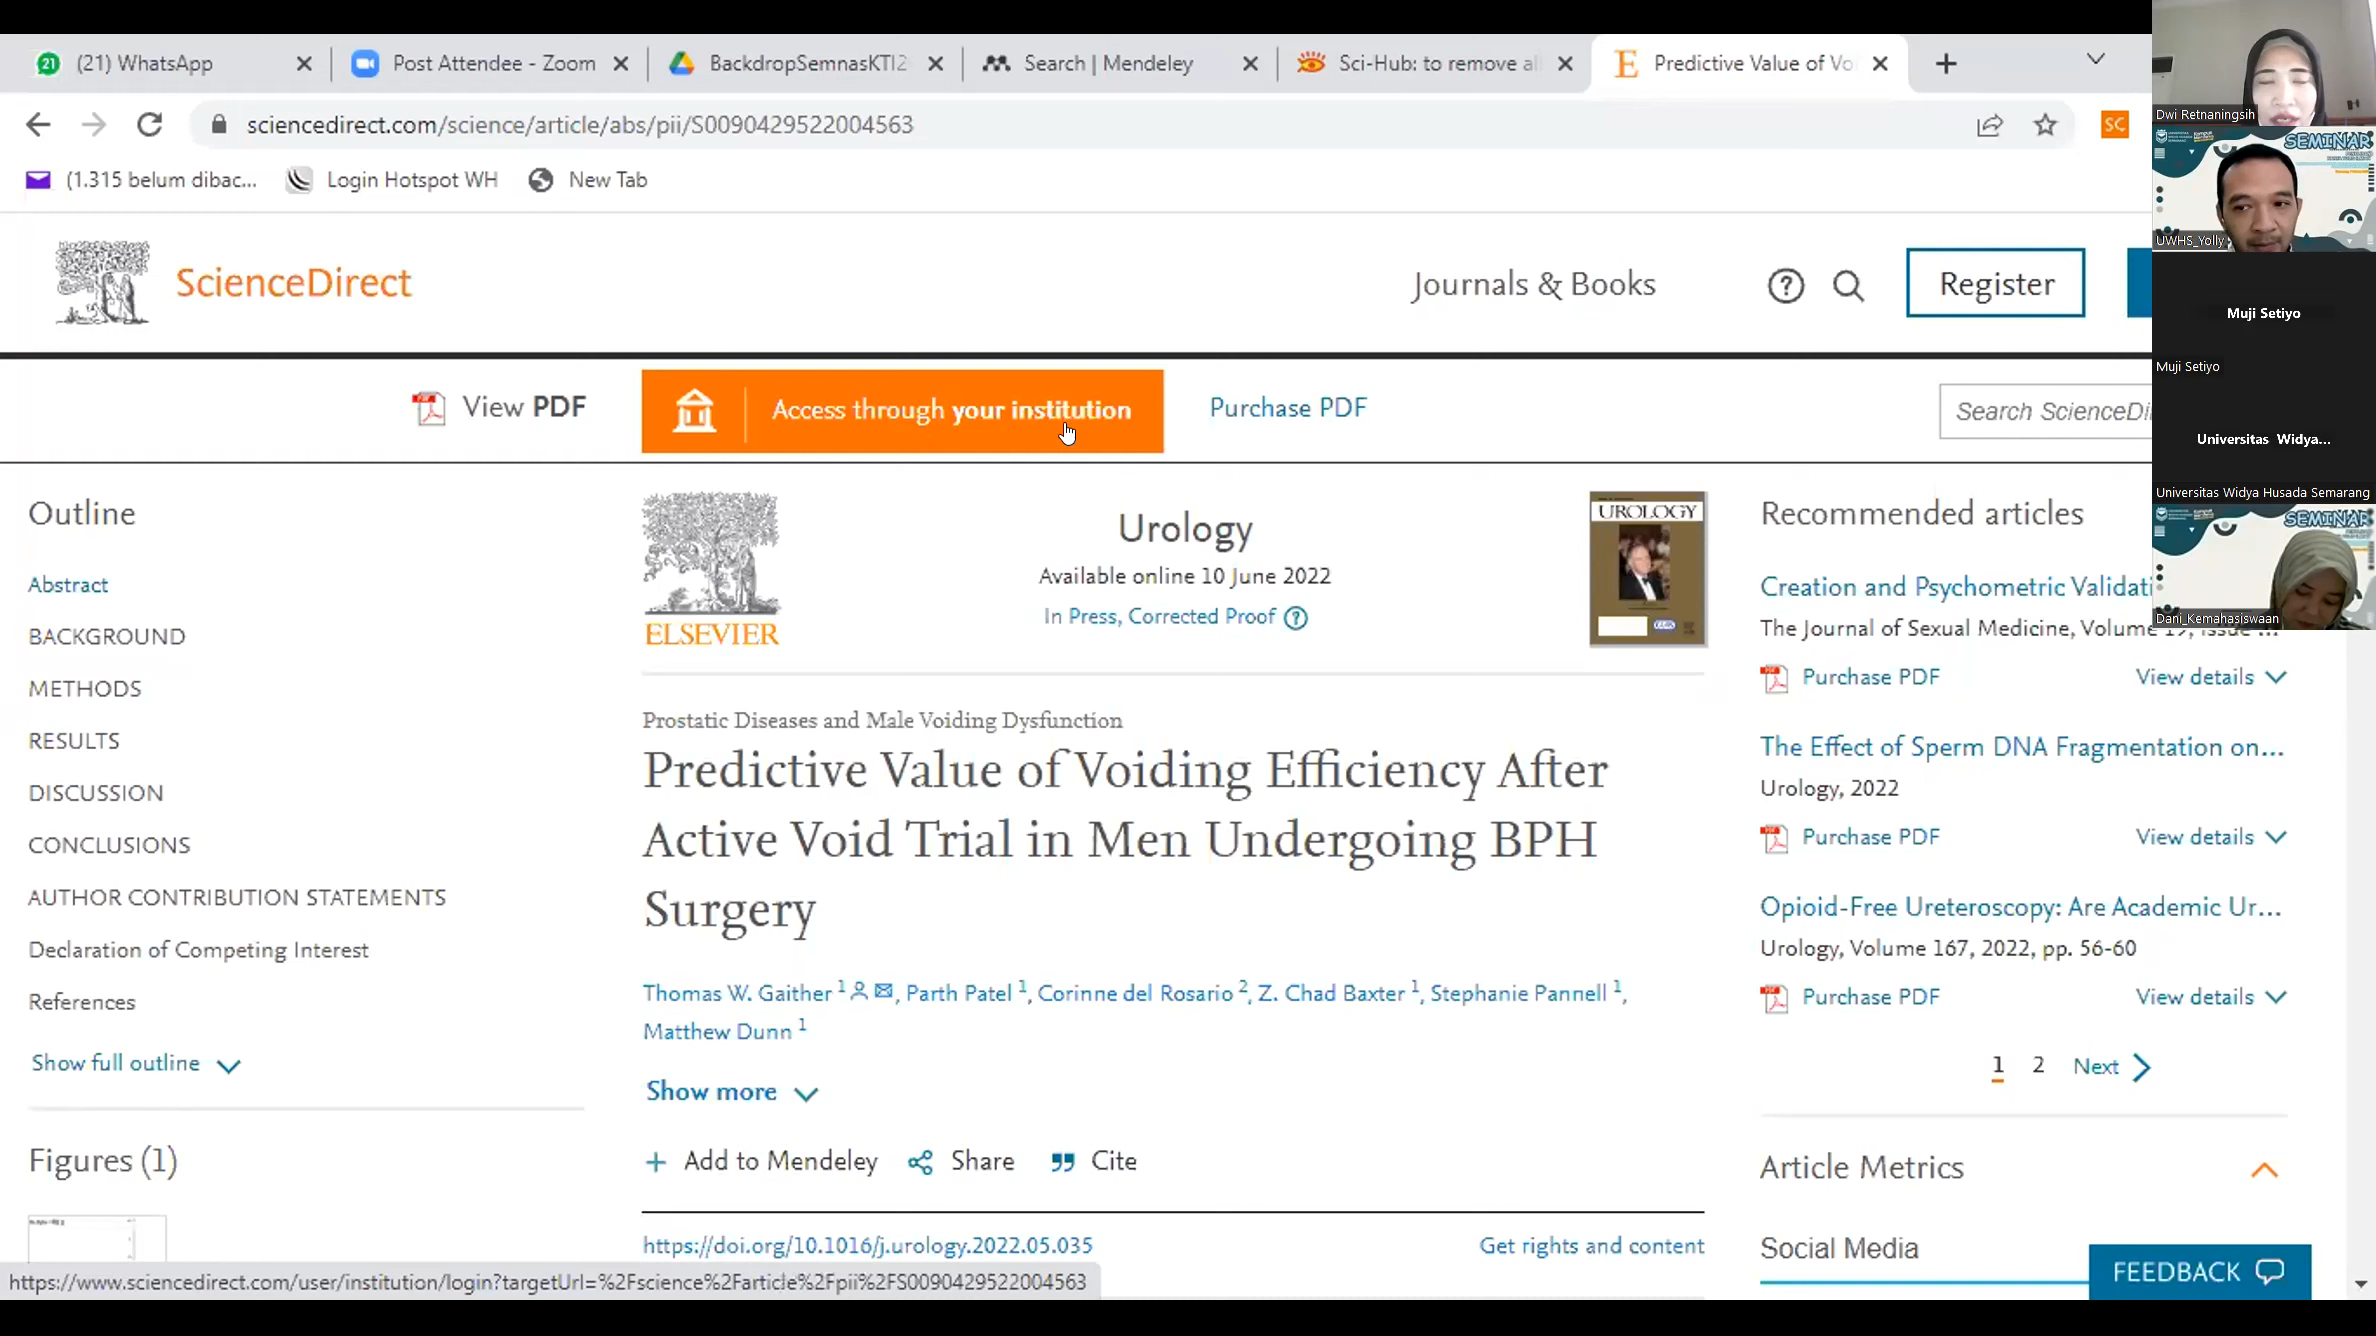 (21) WhatsApp
Post Attendee - Zoom
BackdropSemnasKTI2
Search | Mendeley
Sci-Hub: to remove al
Predictive Value of Vo
sciencedirect.com/science/article/abs/pii/S0090429522004563
SC
(1.315 belum dibac...
Login Hotspot WH
New Tab
ScienceDirect
Journals & Books
Register
View PDF
Access through your institution
Purchase PDF
Search ScienceDi
Outline
Abstract
BACKGROUND
METHODS
RESULTS
DISCUSSION
CONCLUSIONS
AUTHOR CONTRIBUTION STATEMENTS
Declaration of Competing Interest
References
Show full outline
Figures (1)
ELSEVIER
Urology
Available online 10 June 2022
In Press, Corrected Proof
UROLOGY
Prostatic Diseases and Male Voiding Dysfunction
Predictive Value of Voiding Efficiency After
Active Void Trial in Men Undergoing BPH
Surgery
Thomas W. Gaither 1, Parth Patel 1, Corinne del Rosario 2, Z. Chad Baxter 1, Stephanie Pannell 1,
Matthew Dunn 1
Show more
Add to Mendeley
Share
Cite
https://doi.org/10.1016/j.urology.2022.05.035
Get rights and content
Recommended articles
Creation and Psychometric Validati
The Journal of Sexual Medicine, Volume 19, Issue ...
Purchase PDF
View details
The Effect of Sperm DNA Fragmentation on...
Urology, 2022
Purchase PDF
View details
Opioid-Free Ureteroscopy: Are Academic Ur...
Urology, Volume 167, 2022, pp. 56-60
Purchase PDF
View details
1 2 Next
Article Metrics
Social Media
FEEDBACK
https://www.sciencedirect.com/user/institution/login?targetUrl=%2Fscience%2Farticle%2Fpii%2FS0090429522004563
Dwi Retnaningsih
SEMINAR
UWHS_Yolly
Muji Setiyo
Muji Setiyo
Universitas Widya...
Universitas Widya Husada Semarang
SEMINAR
Dani_Kemahasiswaan